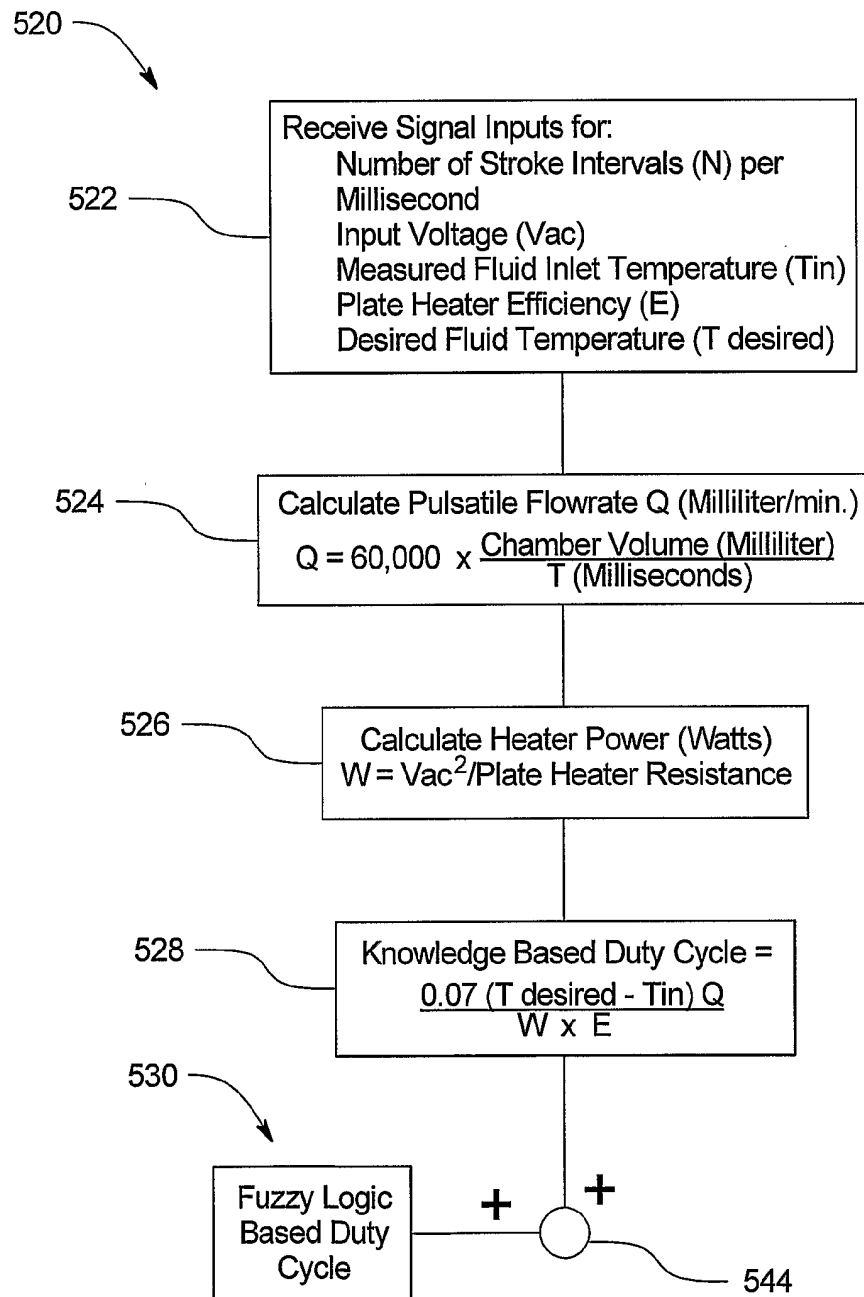 520
Receive Signal Inputs for:
Number of Stroke Intervals (N) per
Millisecond
522
Input Voltage (Vac)
Measured Fluid Inlet Temperature (Tin)
Plate Heater Efficiency (E)
Desired Fluid Temperature (T desired)
524
Calculate Pulsatile Flowrate Q (Milliliter/min.)
Q = 60,000 x Chamber Volume (Milliliter)
T (Milliseconds)
526
Calculate Heater Power (Watts)
W = Vac²/Plate Heater Resistance
528
Knowledge Based Duty Cycle =
0.07 (T desired - Tin) Q
W x E
530
+ +
Fuzzy Logic
Based Duty
Cycle
544